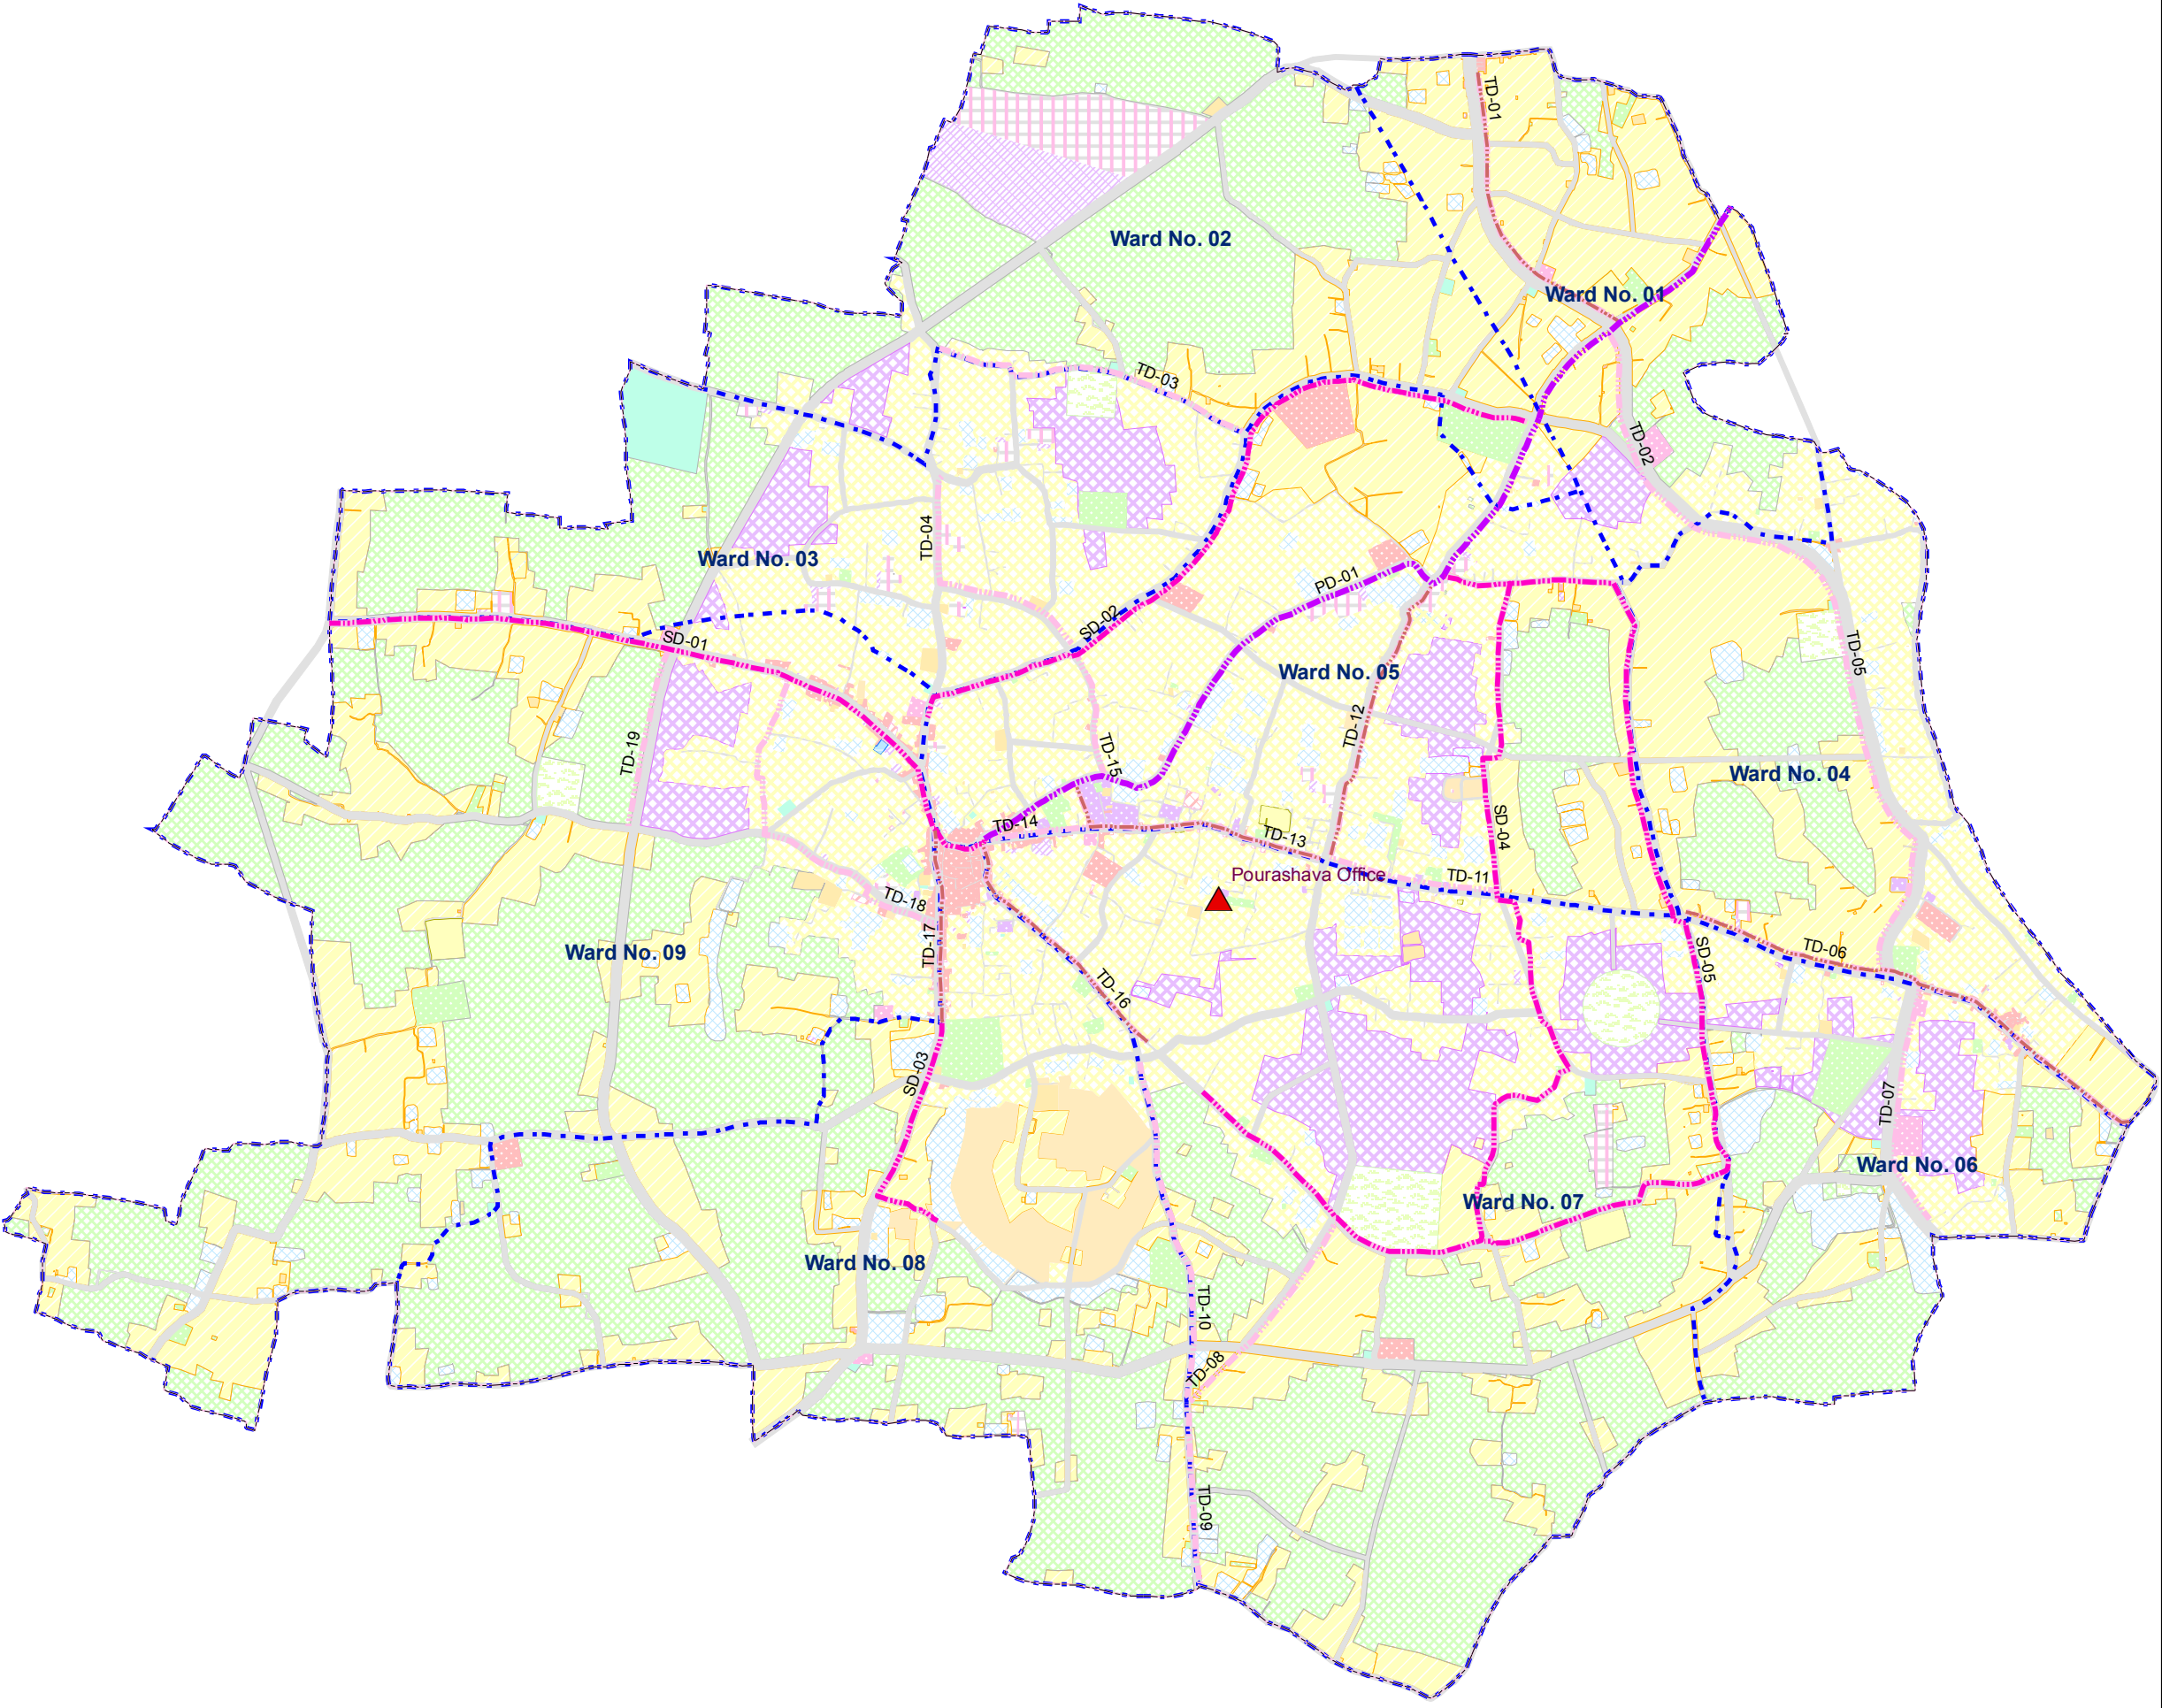 TD-01
Ward No. 02
Ward No. 01
TD-03
TD-02
TD-04
Ward No. 03
PD-01
SD-02
SD-01
Ward No. 05
TD-05
TD-12
TD-19
TD-15
Ward No. 04
TD-14
SD-04
TD-13
Pourashava Office
TD-11
TD-18
TD-17
Ward No. 09
SD-05
TD-06
TD-16
SD-03
TD-07
Ward No. 06
Ward No. 07
Ward No. 08
TD-10
TD-08
TD-09